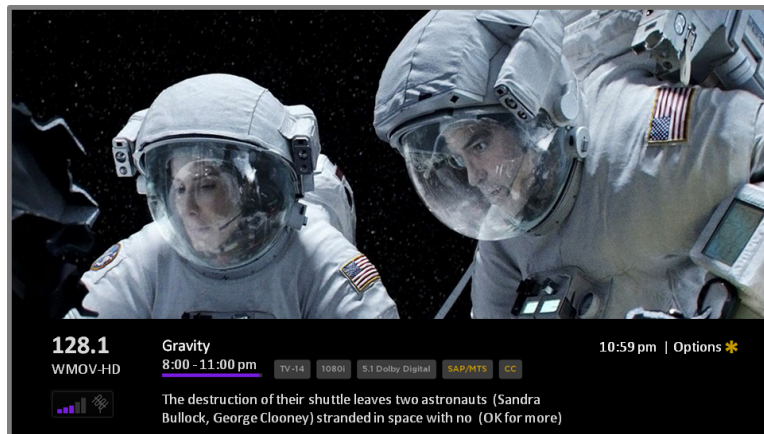 128.1
WMOV-HD
Gravity
8:00 - 11:00 pm
TV-14
1080i
5.1 Dolby Digital
SAP/MTS
CC
10:59 pm | Options ✱
The destruction of their shuttle leaves two astronauts (Sandra
Bullock, George Clooney) stranded in space with no (OK for more)